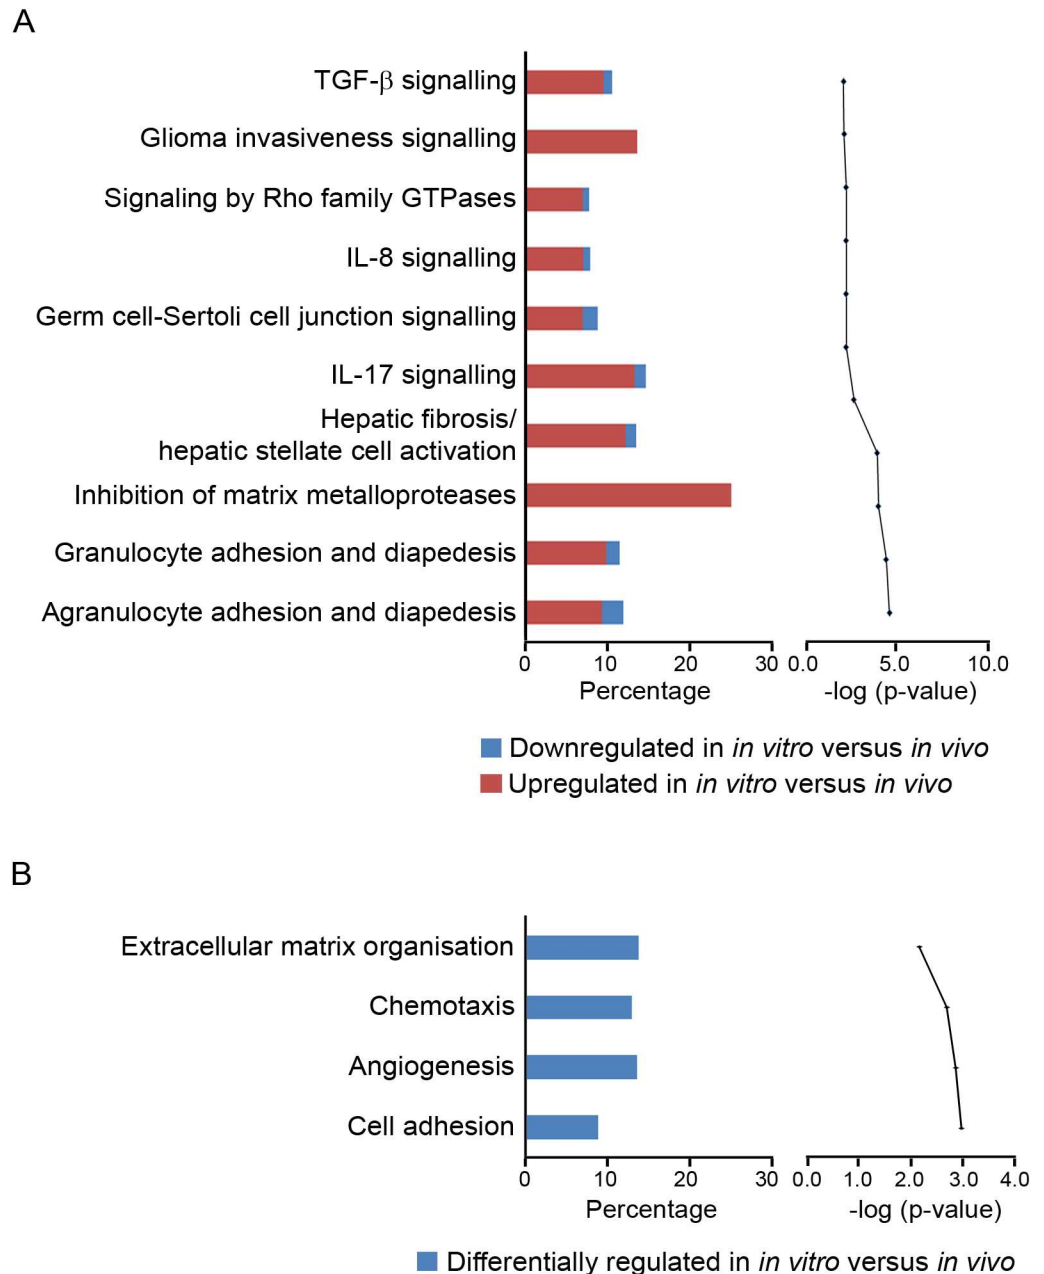 A
TGF-β signalling
Glioma invasiveness signalling
Signaling by Rho family GTPases
IL-8 signalling
Germ cell-Sertoli cell junction signalling
IL-17 signalling
Hepatic fibrosis/
hepatic stellate cell activation
Inhibition of matrix metalloproteases
Granulocyte adhesion and diapedesis
Agranulocyte adhesion and diapedesis
0 10 20 30 0.0 5.0 10.0
Percentage -log (p-value)
Downregulated in in vitro versus in vivo
Upregulated in in vitro versus in vivo
B
Extracellular matrix organisation
Chemotaxis
Angiogenesis
Cell adhesion
0 10 20 30 0.0 1.0 2.0 3.0 4.0
Percentage -log (p-value)
Differentially regulated in in vitro versus in vivo